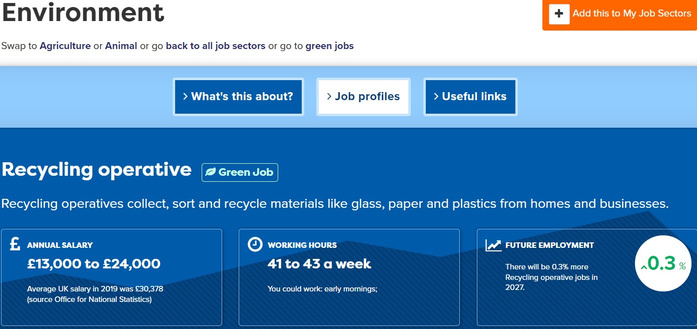 Environment
+ Add this to My Job Sectors
Swap to Agriculture or Animal or go back to all job sectors or go to green jobs
> What's this about?
> Job profiles
> Useful links
Recycling operative
Green Job
Recycling operatives collect, sort and recycle materials like glass, paper and plastics from homes and businesses.
£ ANNUAL SALARY
£13,000 to £24,000
Average UK salary in 2019 was £30,378
(source Office for National Statistics)
WORKING HOURS
41 to 43 a week
You could work: early mornings;
FUTURE EMPLOYMENT
There will be 0.3% more
Recycling operative jobs in
2027.
^0.3 %